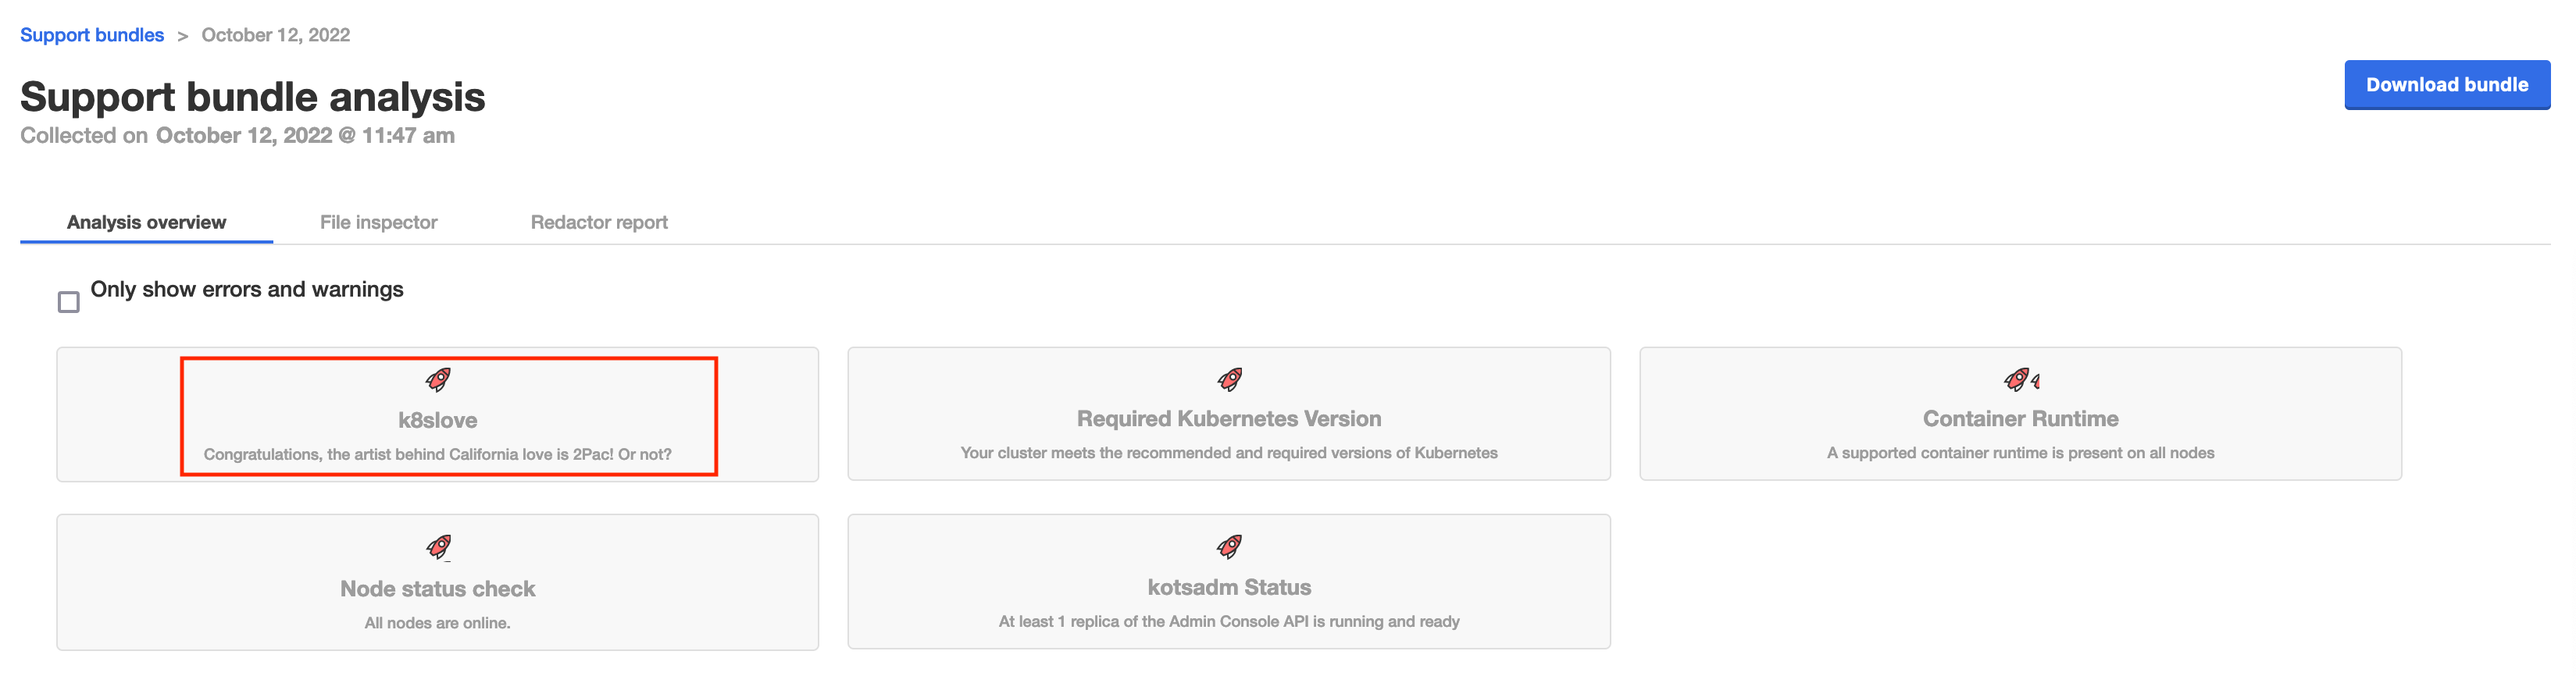 Support bundles > October 12, 2022
Support bundle analysis
Download bundle
Collected on October 12, 2022 @ 11:47 am
Analysis overview
File inspector
Redactor report
Only show errors and warnings
k8slove
Congratulations, the artist behind California love is 2Pac! Or not?
Required Kubernetes Version
Your cluster meets the recommended and required versions of Kubernetes
Container Runtime
A supported container runtime is present on all nodes
Node status check
All nodes are online.
kotsadm Status
At least 1 replica of the Admin Console API is running and ready